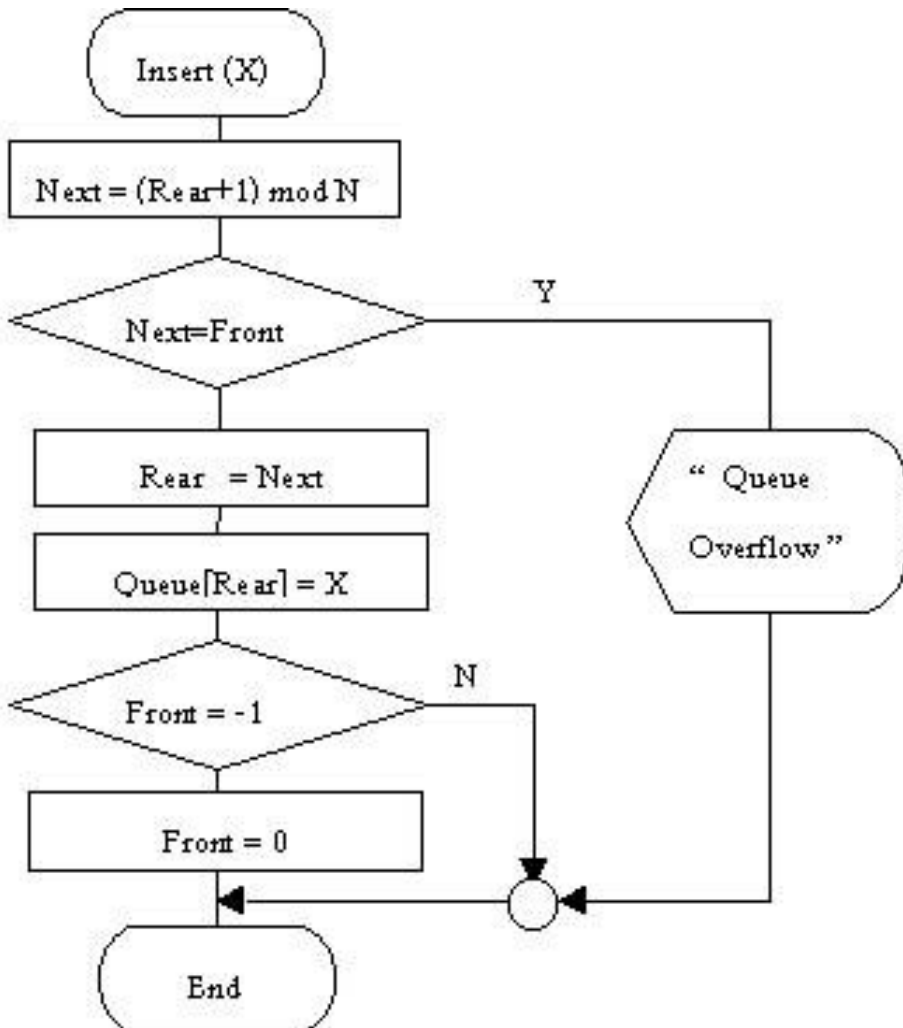 Insert (X)
Next = (Rear+1) mod N
Y
Next=Front
Rear = Next
“ Queue
Overflow ”
Queue[Rear] = X
N
Front = -1
Front = 0
End